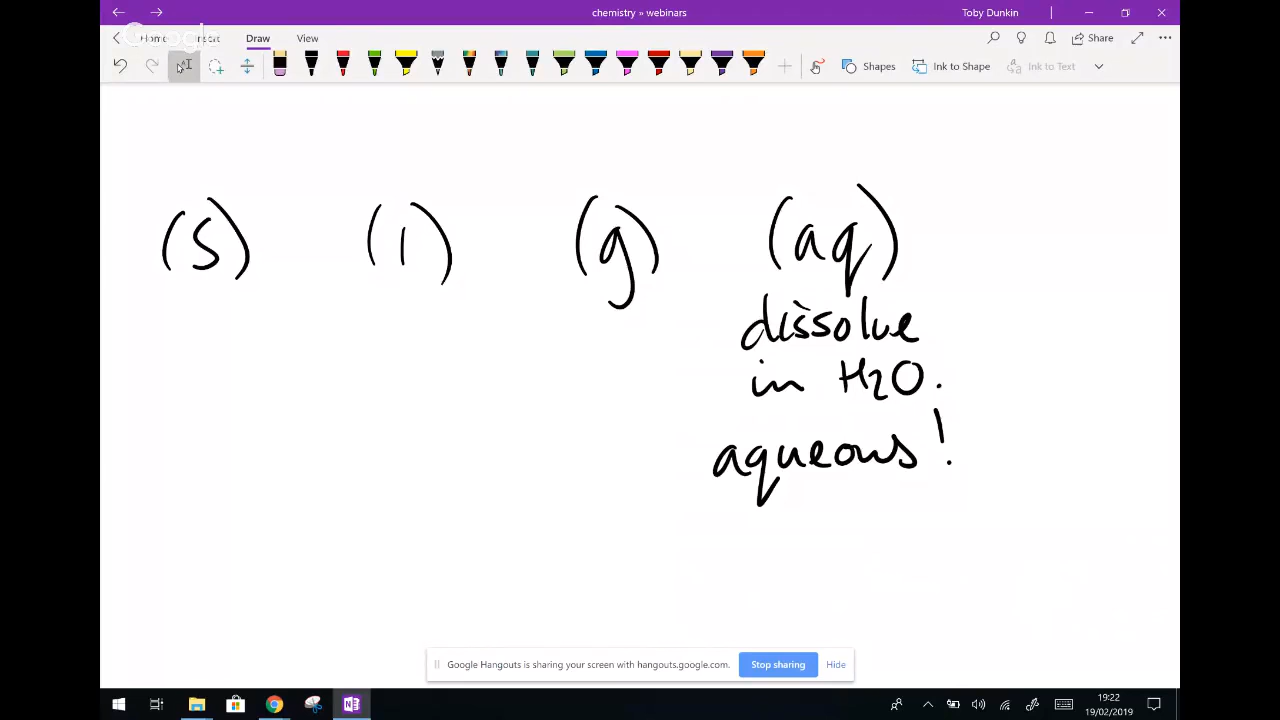 chemistry » webinars
Toby Dunkin
Google
Home
Insert
Draw
View
Share
Shapes
Ink to Shape
Ink to Text
(s) (l) (g) (aq)
dissolve
in H2O.
aqueous!
Google Hangouts is sharing your screen with hangouts.google.com.
Stop sharing
Hide
19:22
19/02/2019